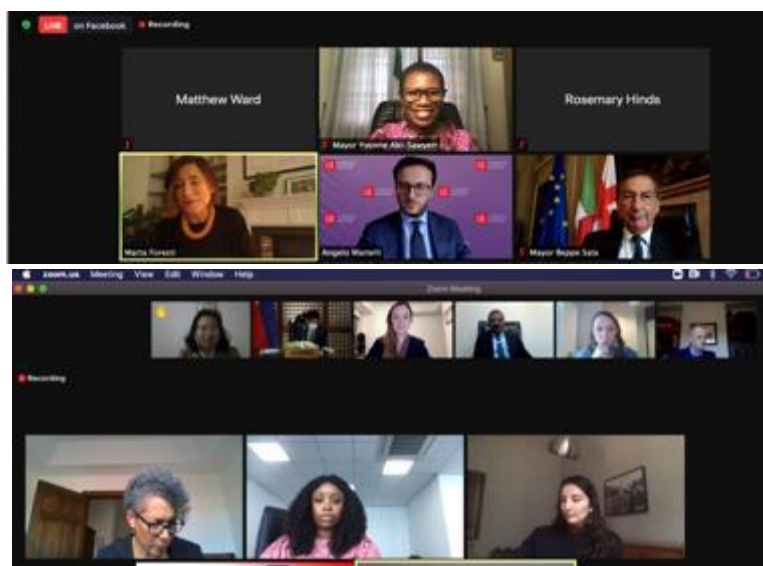 LIVE on Facebook Recording
Matthew Ward
Mayor Yvonne Aki-Sawyerr
Rosemary Hinds
Marta Foresti
Angelo Martelli
Mayor Beppe Sala
zoom.us Meeting View Edit Window Help
Zoom Meeting
Recording